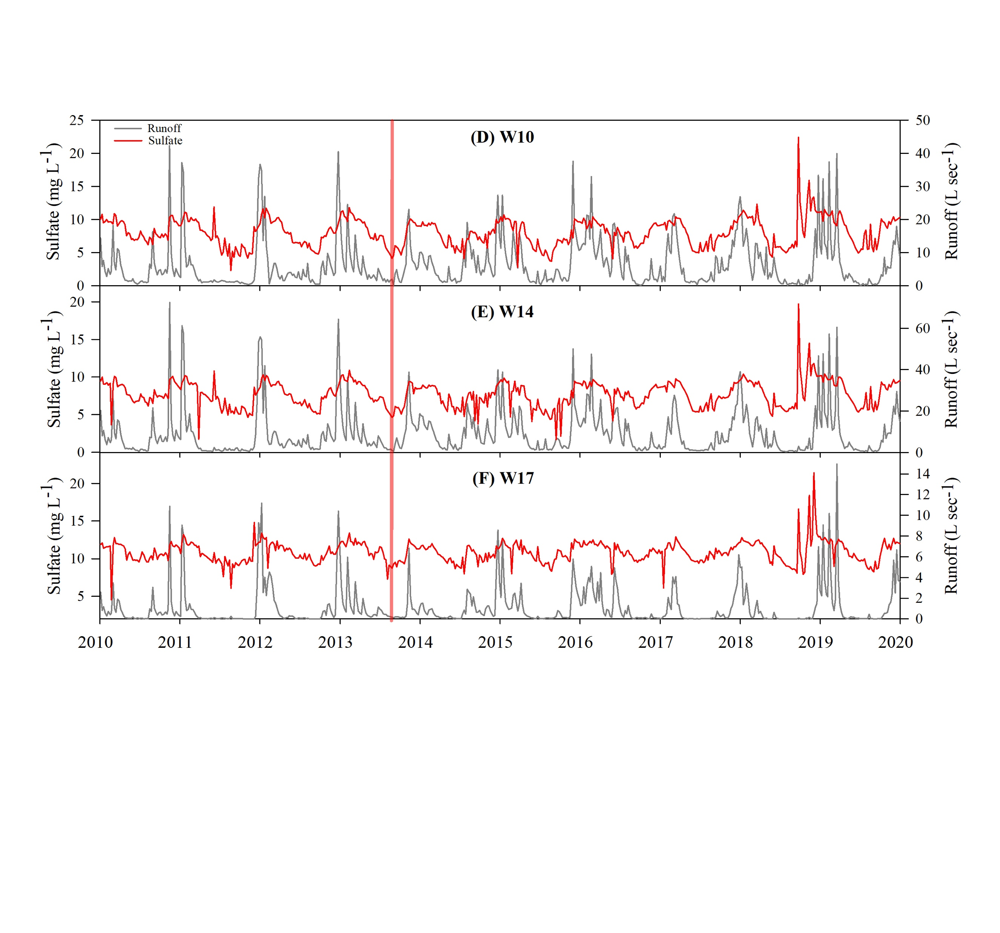 Runoff
Sulfate
(D) W10
Sulfate (mg L-1)
25
20
15
10
5
0
Runoff (L sec-1)
50
40
30
20
10
0
(E) W14
Sulfate (mg L-1)
20
15
10
5
0
Runoff (L sec-1)
60
40
20
0
(F) W17
Sulfate (mg L-1)
20
15
10
5
Runoff (L sec-1)
14
12
10
8
6
4
2
0
2010 2011 2012 2013 2014 2015 2016 2017 2018 2019 2020